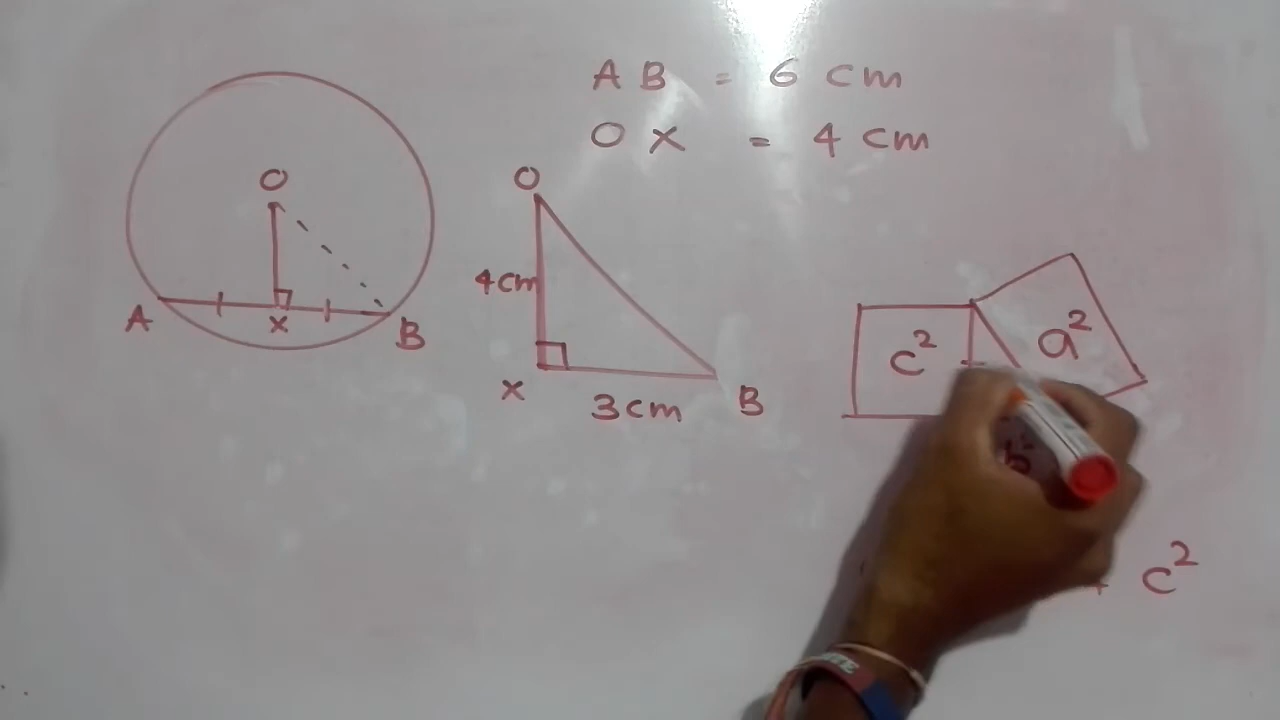 AB = 6 cm
OX = 4 cm
O
A
X
B
O
4cm
X
3cm
B
c²
a²
+ c²